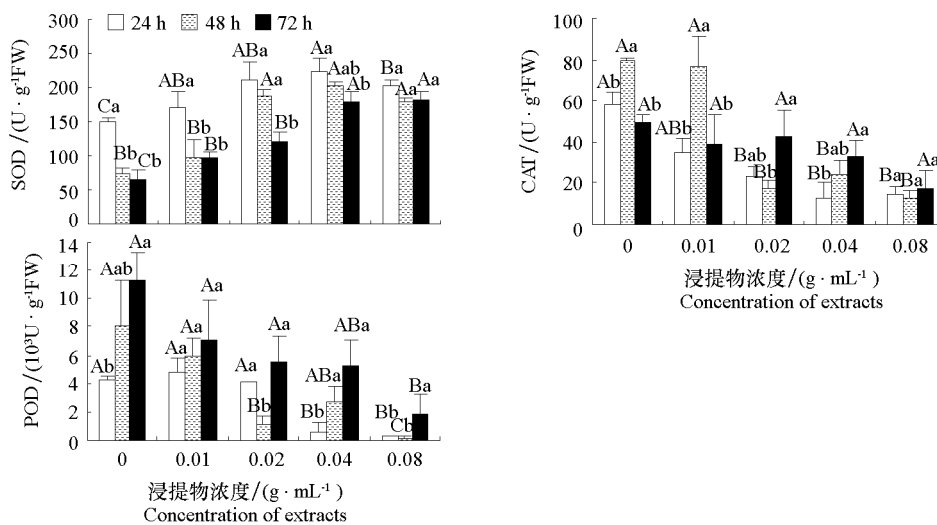 24 h 48 h 72 h
SOD /(U · g⁻¹FW)
300
250
200
150
100
50
0
Ca Bb Cb
ABa Bb Bb
ABa Aa Bb
Aa Aab Ab
Ba Aa Aa
POD /(10³U · g⁻¹FW)
14
12
10
8
6
4
2
0
Ab Aab Aa
Aa Aa Aa
Aa Bb Aa
Bb ABa ABa
Bb Cb Ba
0 0.01 0.02 0.04 0.08
浸提物浓度/(g · mL⁻¹)
Concentration of extracts
CAT /(U · g⁻¹FW)
100
80
60
40
20
0
Ab Aa Ab
ABb Aa Ab
Bab Bb Aa
Bb Bab Aa
Ba Ba Aa
0 0.01 0.02 0.04 0.08
浸提物浓度/(g · mL⁻¹)
Concentration of extracts